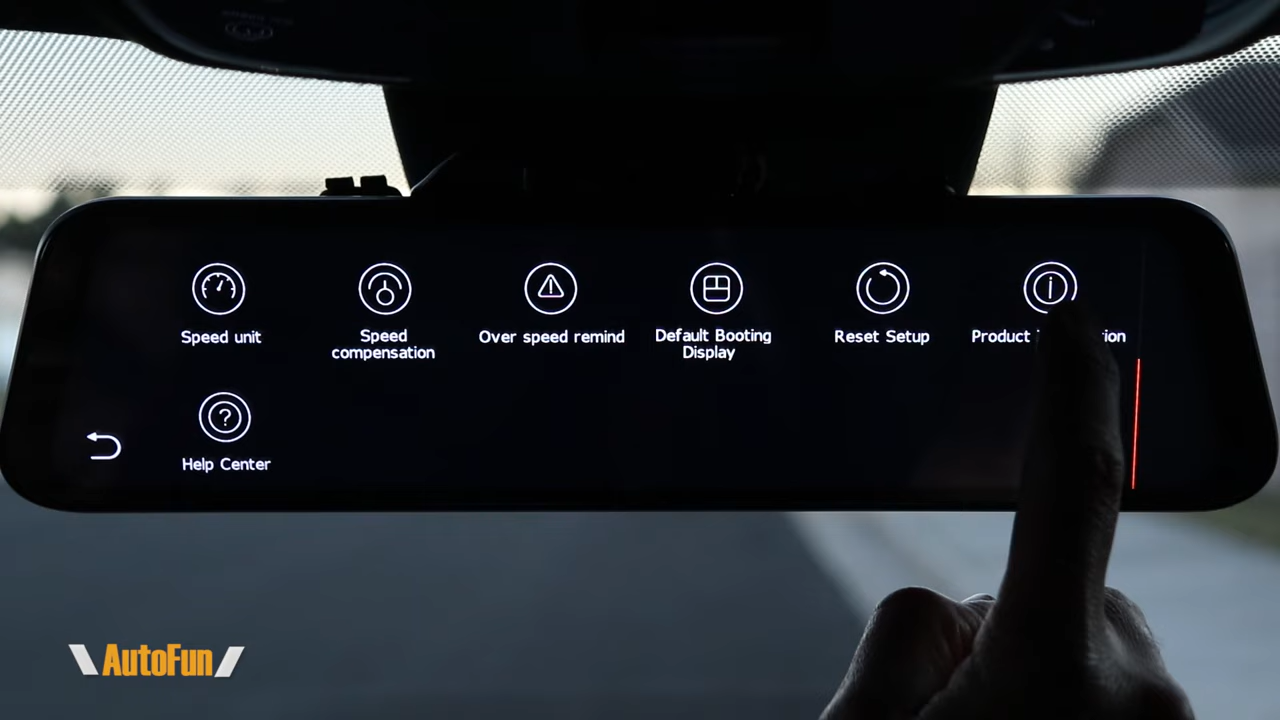 Speed unit
Speed
compensation
Over speed remind
Default Booting
Display
Reset Setup
Product
Help Center
AutoFun